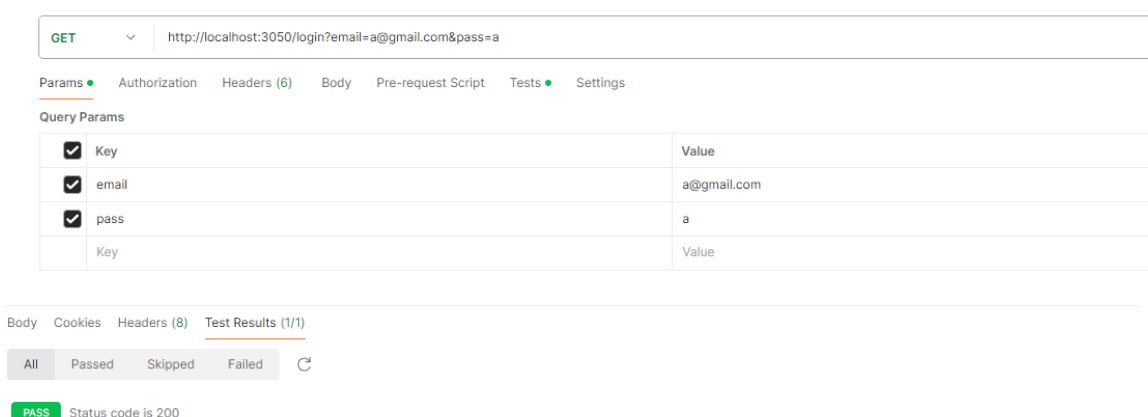 GET http://localhost:3050/login?email=a@gmail.com&pass=a
Params Authorization Headers (6) Body Pre-request Script Tests Settings
Query Params
Key Value
email a@gmail.com
pass a
Key Value
Body Cookies Headers (8) Test Results (1/1)
All Passed Skipped Failed
PASS Status code is 200